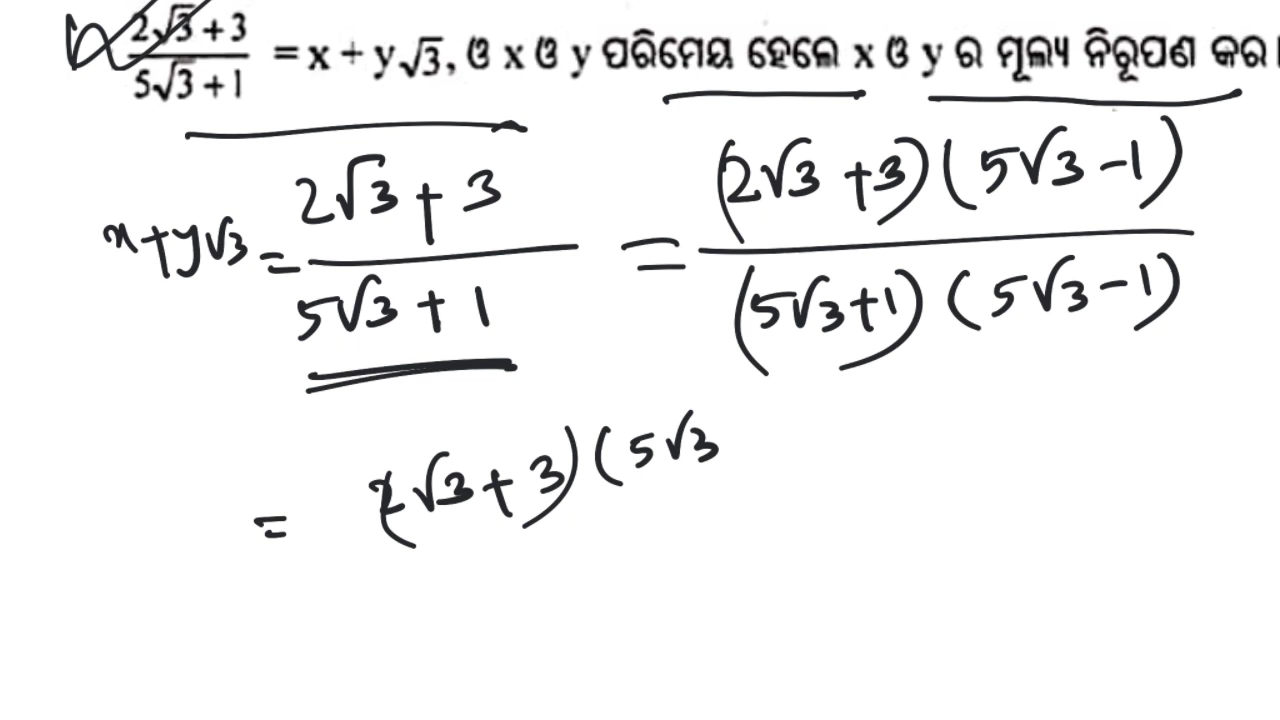 2√3 + 3 / 5√3 + 1 = x + y√3, ଓ x ଓ y ପରିମେୟ ହେଲେ x ଓ y ର ମୂଲ୍ୟ ନିରୂପଣ କର।
x + y√3 = 2√3 + 3 / 5√3 + 1 = (2√3 + 3)(5√3 - 1) / (5√3 + 1)(5√3 - 1)
= (2√3 + 3)(5√3